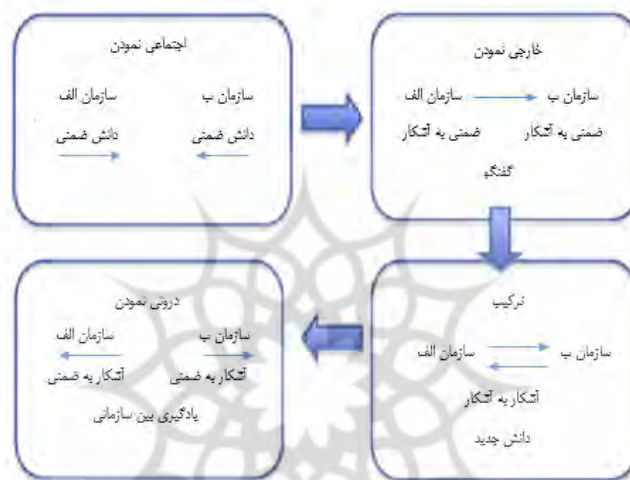 اجتماعی نمودن
سازمان الف    سازمان ب
دانش ضمنی    دانش ضمنی
خارجی نمودن
سازمان الف    سازمان ب
ضمنی به آشکار    ضمنی به آشکار
گفتگو
ترکیب
سازمان الف    سازمان ب
آشکار به آشکار
دانش جدید
درونی نمودن
سازمان الف    سازمان ب
آشکار به ضمنی    آشکار به ضمنی
یادگیری بین سازمانی